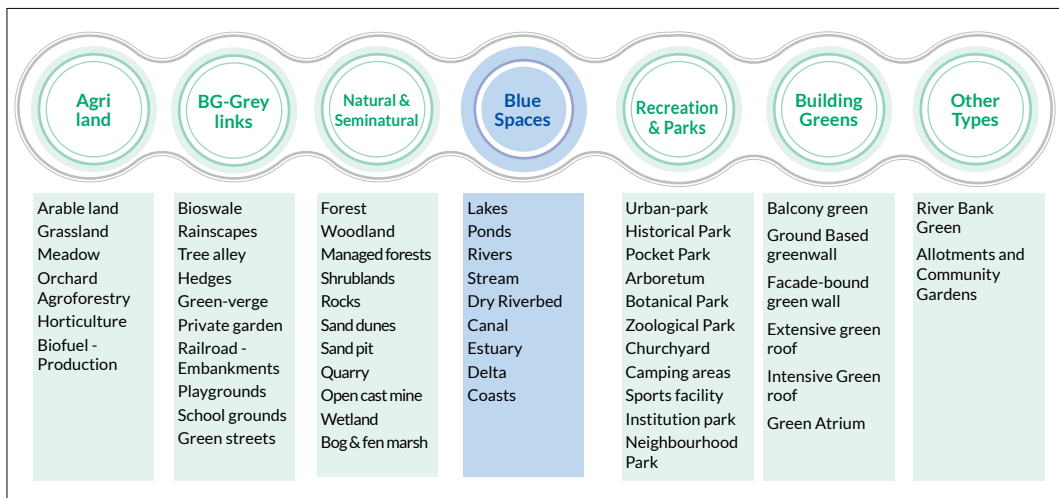 Agri
land
BG-Grey
links
Natural &
Seminatural
Blue
Spaces
Recreation
& Parks
Building
Greens
Other
Types
Arable land
Grassland
Meadow
Orchard
Agroforestry
Horticulture
Biofuel -
Production
Bioswale
Rainscapes
Tree alley
Hedges
Green-verge
Private garden
Railroad -
Embankments
Playgrounds
School grounds
Green streets
Forest
Woodland
Managed forests
Shrublands
Rocks
Sand dunes
Sand pit
Quarry
Open cast mine
Wetland
Bog & fen marsh
Lakes
Ponds
Rivers
Stream
Dry Riverbed
Canal
Estuary
Delta
Coasts
Urban-park
Historical Park
Pocket Park
Arboretum
Botanical Park
Zoological Park
Churchyard
Camping areas
Sports facility
Institution park
Neighbourhood
Park
Balcony green
Ground Based
greenwall
Facade-bound
green wall
Extensive green
roof
Intensive Green
roof
Green Atrium
River Bank
Green
Allotments and
Community
Gardens